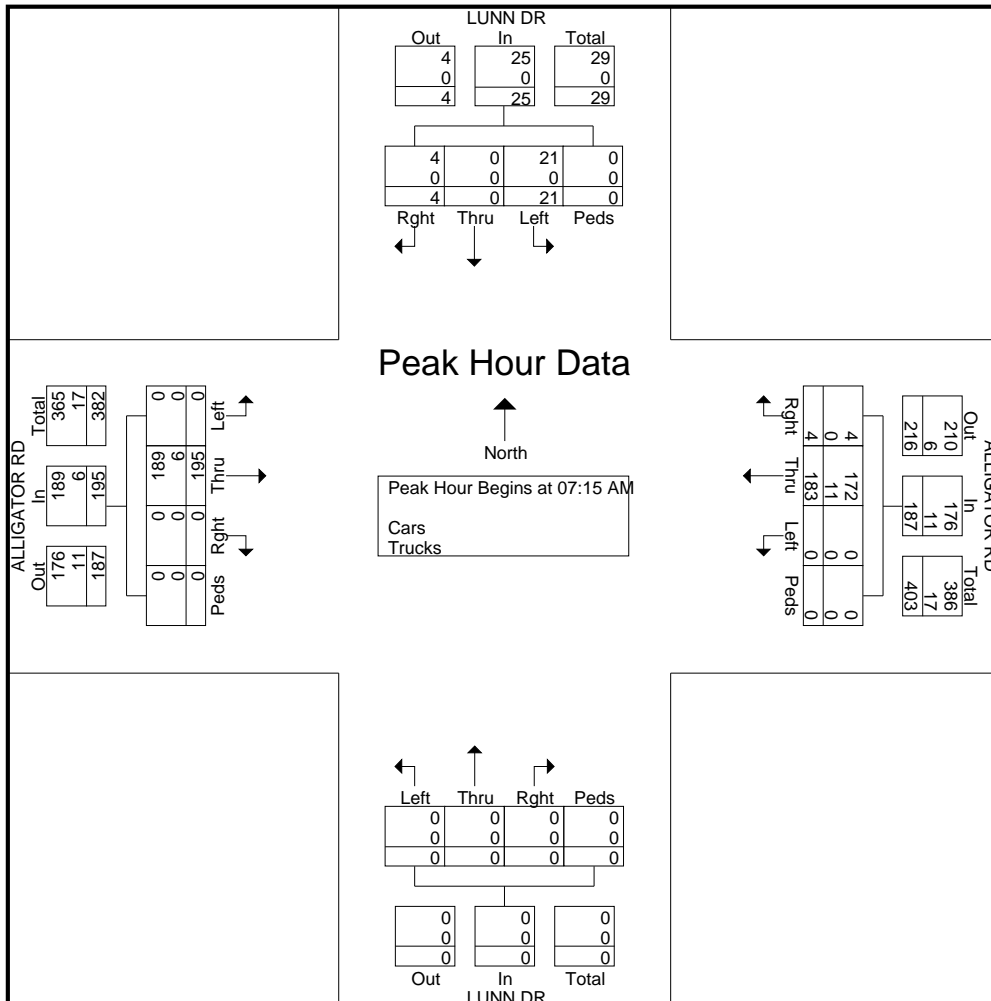 LUNN DR
Out In Total
4 25 29
0 0 0
4 25 29
4 0 21 0
0 0 0 0
4 0 21 0
Rght Thru Left Peds
Peak Hour Data
North
Peak Hour Begins at 07:15 AM
Cars
Trucks
ALLIGATOR RD
Out In Total
176 189 365
11 6 17
187 195 382
0 189 0 0
0 6 0 0
0 195 0 0
Left Thru Rght Peds
ALLIGATOR RD
Out In Total
210 176 386
6 11 17
216 187 403
4 172 0 0
0 11 0 0
4 183 0 0
Rght Thru Left Peds
Left Thru Rght Peds
0 0 0 0
0 0 0 0
0 0 0 0
0 0 0
0 0 0
0 0 0
Out In Total
LUNN DR